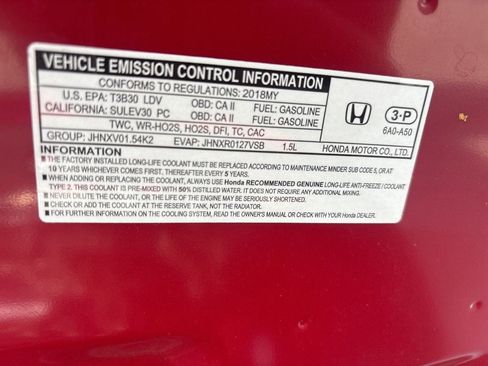 VEHICLE EMISSION CONTROL INFORMATION
CONFORMS TO REGULATIONS: 2018MY
U.S. EPA: T3B30 LDV OBD: CA II FUEL: GASOLINE
CALIFORNIA: SULEV30 PC OBD: CA II FUEL: GASOLINE
TWC, WR-HO2S, HO2S, DFI, TC, CAC
GROUP: JHNXV01.54K2 EVAP: JHNXR0127VSB 1.5L
3-P
6A0-A50
HONDA MOTOR CO., LTD.
INFORMATION
■ THE FACTORY INSTALLED LONG-LIFE COOLANT MUST BE REPLACED ACCORDING TO MAINTENANCE MINDER SUB CODE 5, OR AT
10 YEARS WHICHEVER COMES FIRST, THEREAFTER EVERY 5 YEARS.
■ WHEN ADDING OR REPLACING THE COOLANT, ALWAYS USE Honda RECOMMENDED GENUINE LONG-LIFE ANTI-FREEZE / COOLANT
TYPE 2. THIS COOLANT IS PRE-MIXED WITH 50% DISTILLED WATER. IT DOES NOT REQUIRE ANY ADDITIONAL MIXING.
■ NEVER DILUTE THE COOLANT, OR THE LIFE OF THE ENGINE MAY BE SERIOUSLY SHORTENED.
■ CHECK AND ADD COOLANT AT THE RESERVE TANK, NOT THE RADIATOR.
■ FOR FURTHER INFORMATION ON THE COOLING SYSTEM, READ THE OWNER'S MANUAL OR CHECK WITH YOUR Honda DEALER.